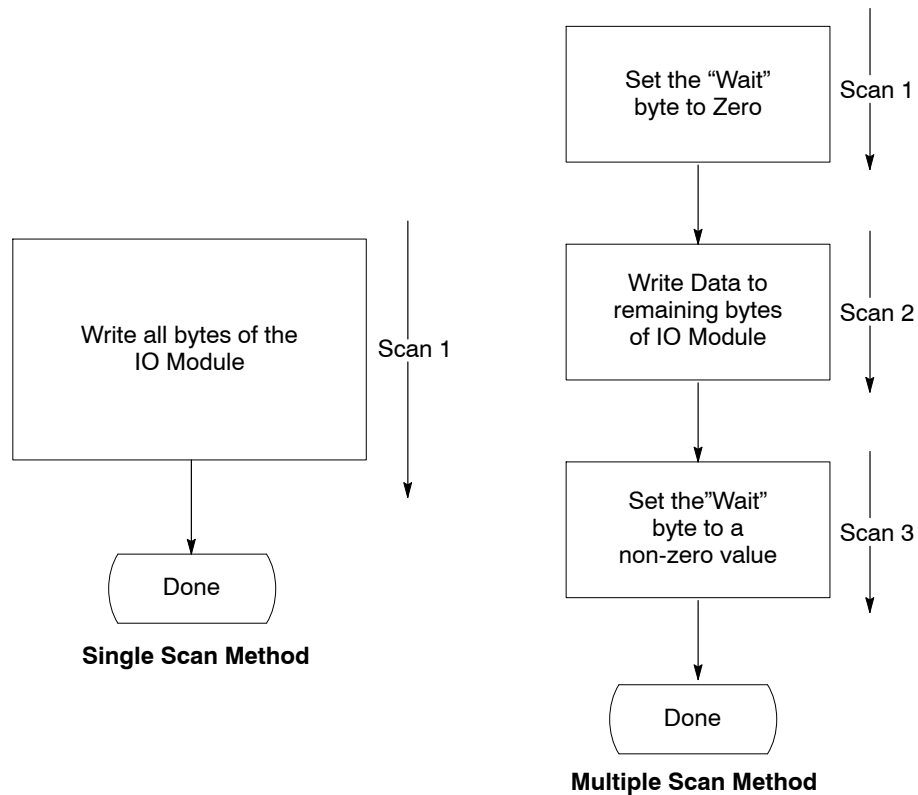 Write all bytes of the
IO Module
Scan 1
Done
Single Scan Method
Set the “Wait”
byte to Zero
Scan 1
Write Data to
remaining bytes
of IO Module
Scan 2
Set the”Wait”
byte to a
non-zero value
Scan 3
Done
Multiple Scan Method